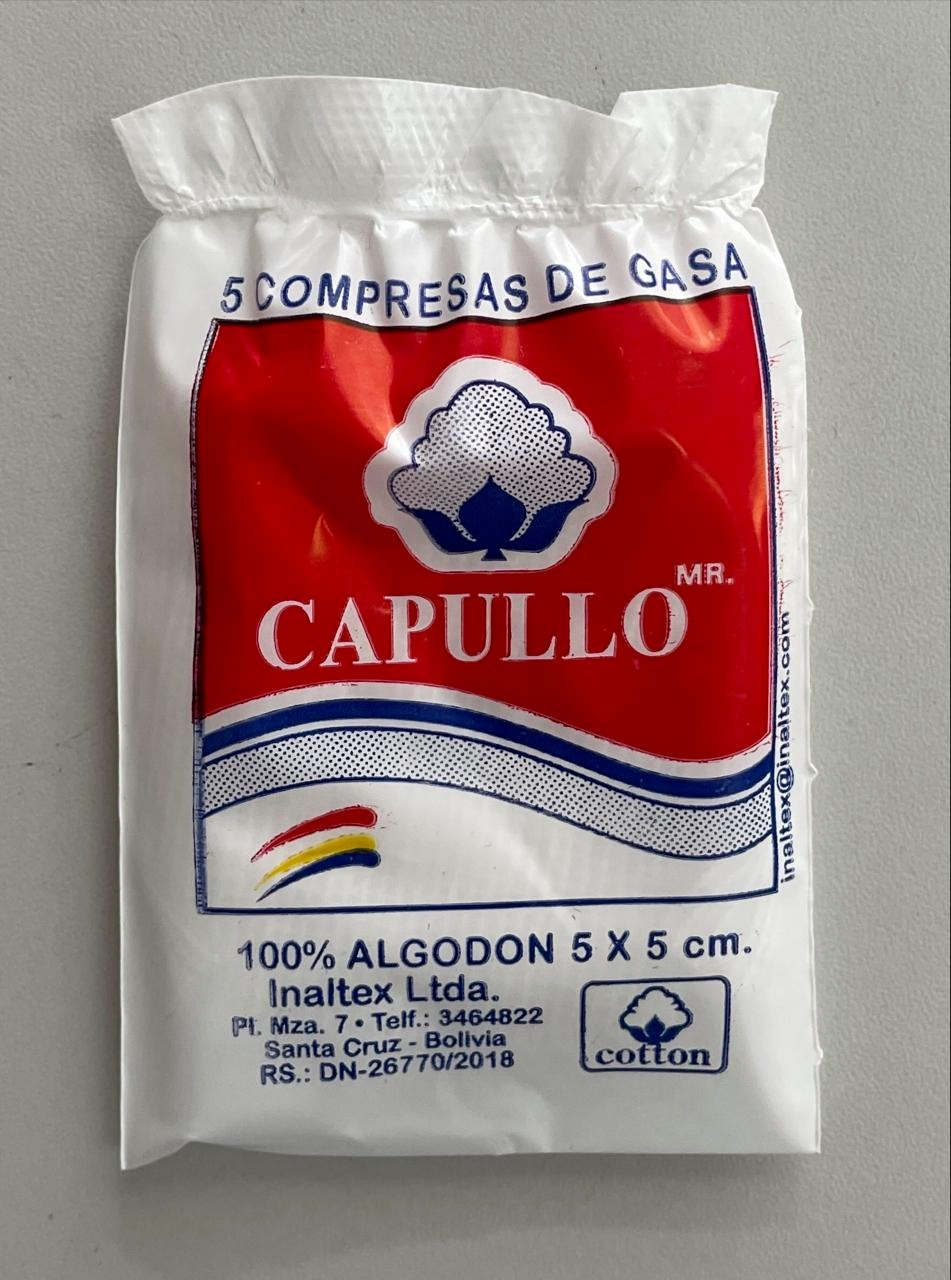 5 COMPRESAS DE GASA
MR.
CAPULLO
inaltex@inaltex.com
100% ALGODON 5 X 5 cm.
Inaltex Ltda.
PI. Mza. 7 • Telf.: 3464822
Santa Cruz - Bolivia
RS.: DN-26770/2018
cotton